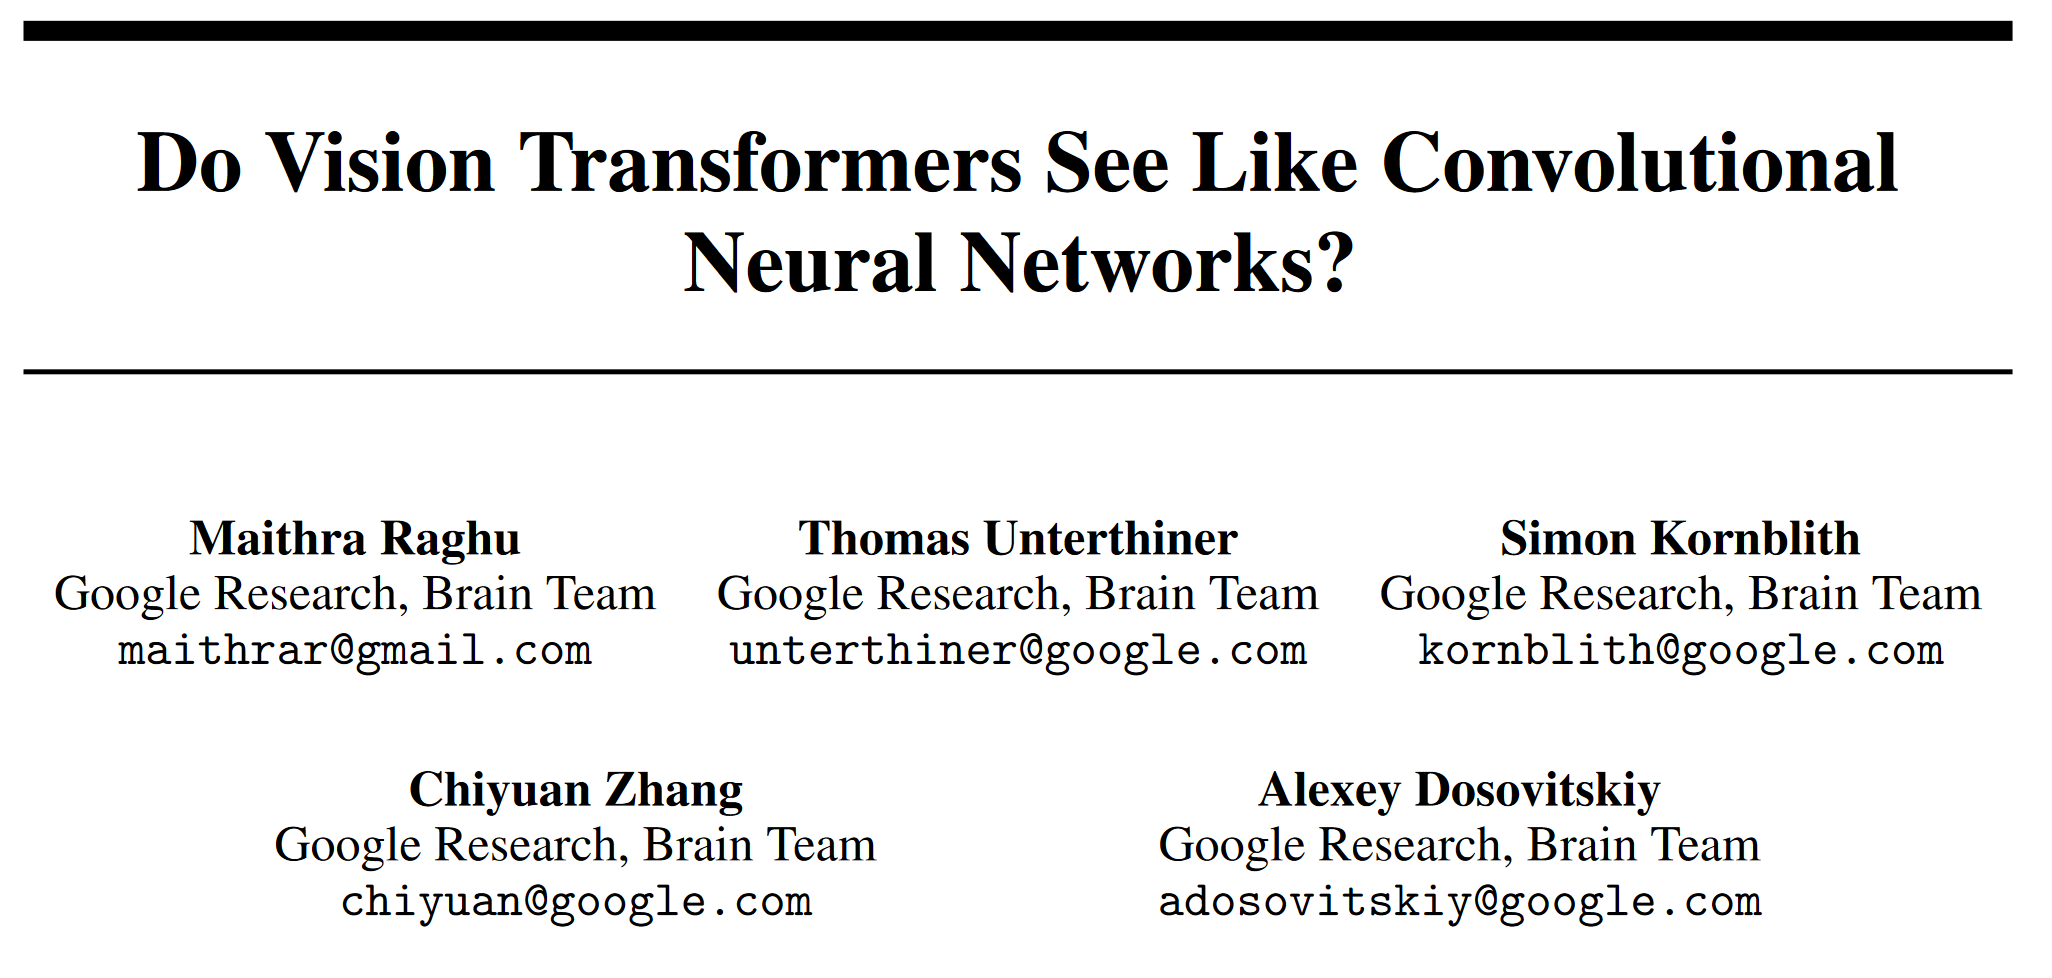 Do Vision Transformers See Like Convolutional
Neural Networks?
Maithra Raghu
Google Research, Brain Team
maithrar@gmail.com
Thomas Unterthiner
Google Research, Brain Team
unterthiner@google.com
Simon Kornblith
Google Research, Brain Team
kornblith@google.com
Chiyuan Zhang
Google Research, Brain Team
chiyuan@google.com
Alexey Dosovitskiy
Google Research, Brain Team
adosovitskiy@google.com